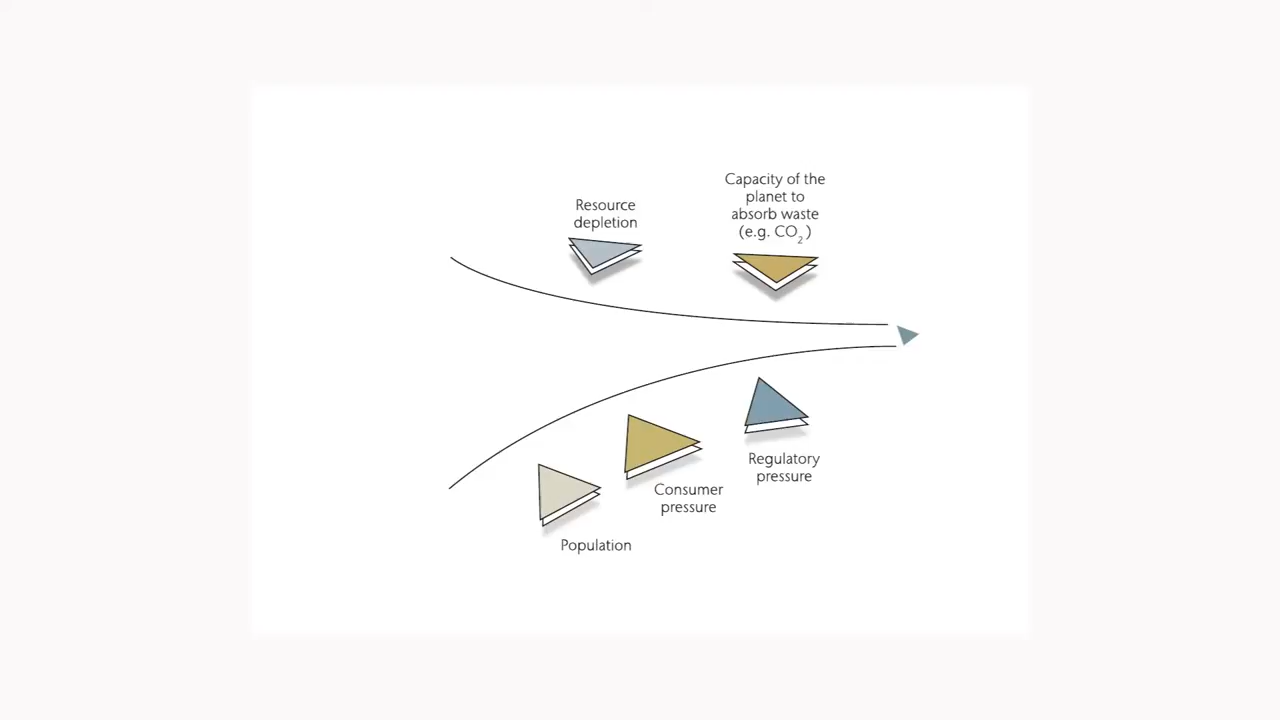 Resource
depletion
Capacity of the
planet to
absorb waste
(e.g. CO₂)
Regulatory
pressure
Consumer
pressure
Population